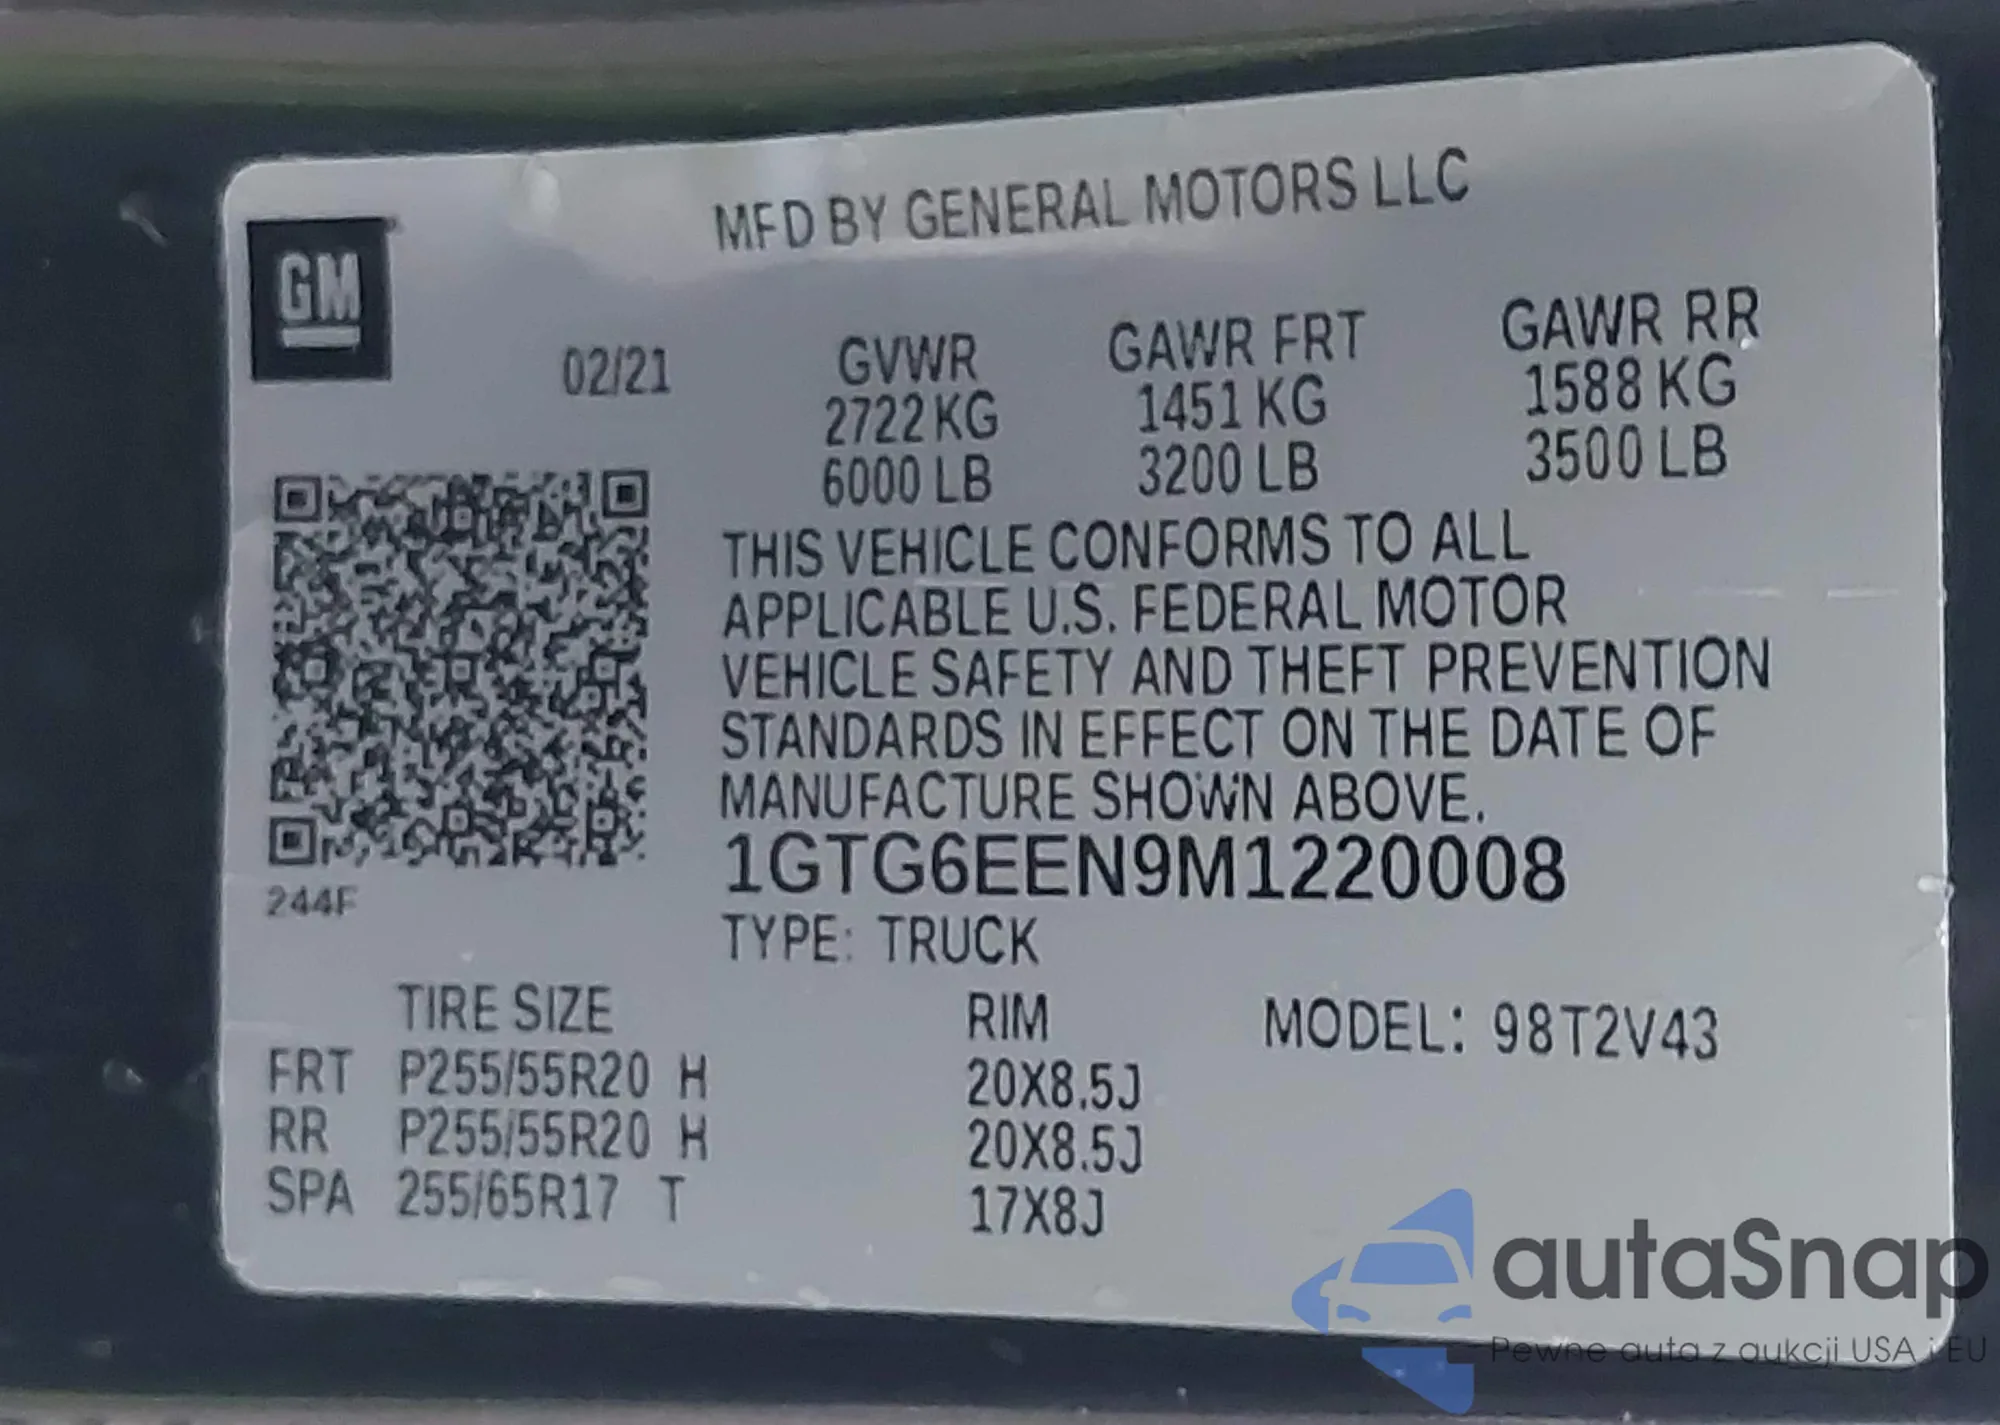 MFD BY GENERAL MOTORS LLC
GM
02/21 GVWR GAWR FRT GAWR RR
2722 KG 1451 KG 1588 KG
6000 LB 3200 LB 3500 LB
THIS VEHICLE CONFORMS TO ALL
APPLICABLE U.S. FEDERAL MOTOR
VEHICLE SAFETY AND THEFT PREVENTION
STANDARDS IN EFFECT ON THE DATE OF
MANUFACTURE SHOWN ABOVE.
1GTG6EEN9M1220008
244F
TYPE: TRUCK
TIRE SIZE RIM MODEL: 98T2V43
FRT P255/55R20 H 20X8.5J
RR P255/55R20 H 20X8.5J
SPA 255/65R17 T 17X8J
autaSnap
Pewne auta z aukcji USA i EU